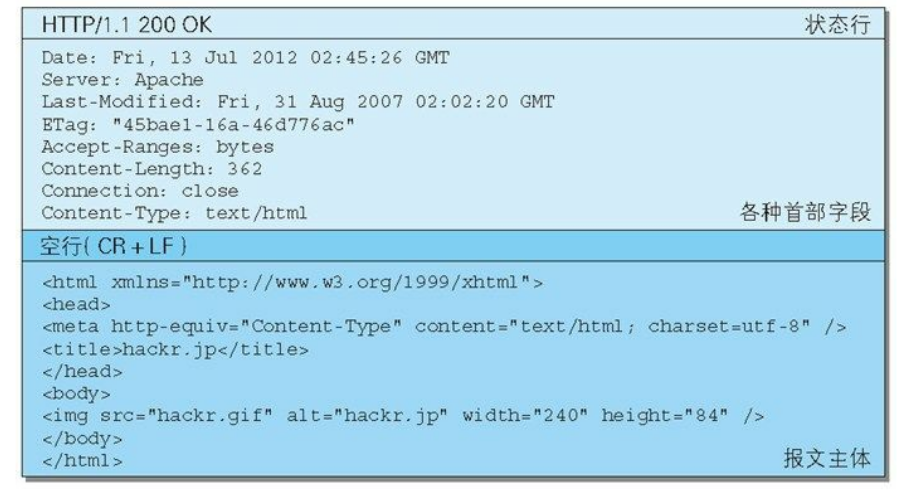 HTTP/1.1 200 OK 状态行
Date: Fri, 13 Jul 2012 02:45:26 GMT
Server: Apache
Last-Modified: Fri, 31 Aug 2007 02:02:20 GMT
ETag: "45bae1-16a-46d776ac"
Accept-Ranges: bytes
Content-Length: 362
Connection: close
Content-Type: text/html 各种首部字段
空行( CR + LF )
<html xmlns="http://www.w3.org/1999/xhtml">
<head>
<meta http-equiv="Content-Type" content="text/html; charset=utf-8" />
<title>hackr.jp</title>
</head>
<body>
<img src="hackr.gif" alt="hackr.jp" width="240" height="84" />
</body>
</html> 报文主体